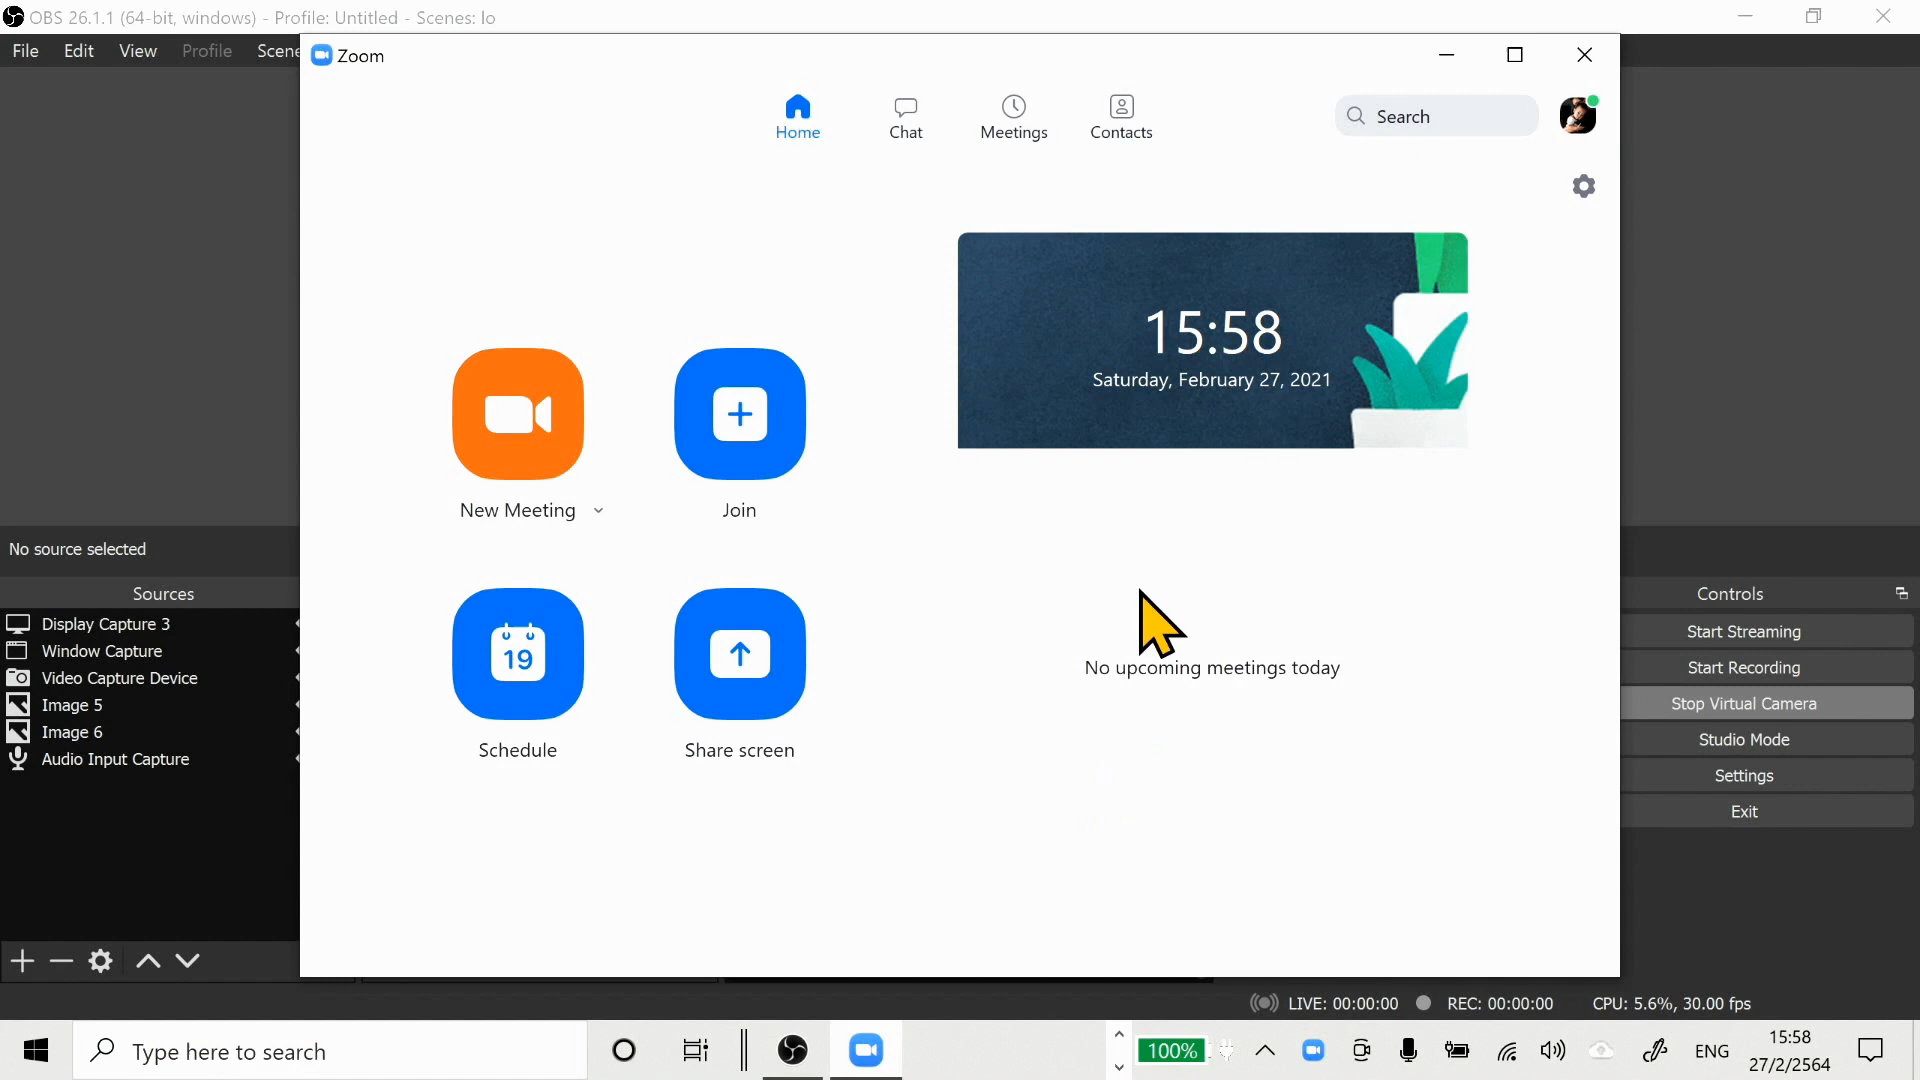 OBS 26.1.1 (64-bit, windows) - Profile: Untitled - Scenes: lo
File Edit View Profile Scene
Zoom
Home Chat Meetings Contacts
Search
15:58
Saturday, February 27, 2021
New Meeting
Join
19
Schedule
Share screen
No upcoming meetings today
No source selected
Sources
Display Capture 3
Window Capture
Video Capture Device
Image 5
Image 6
Audio Input Capture
Controls
Start Streaming
Start Recording
Stop Virtual Camera
Studio Mode
Settings
Exit
LIVE: 00:00:00 REC: 00:00:00 CPU: 5.6%, 30.00 fps
Type here to search
100%
ENG
15:58
27/2/2564